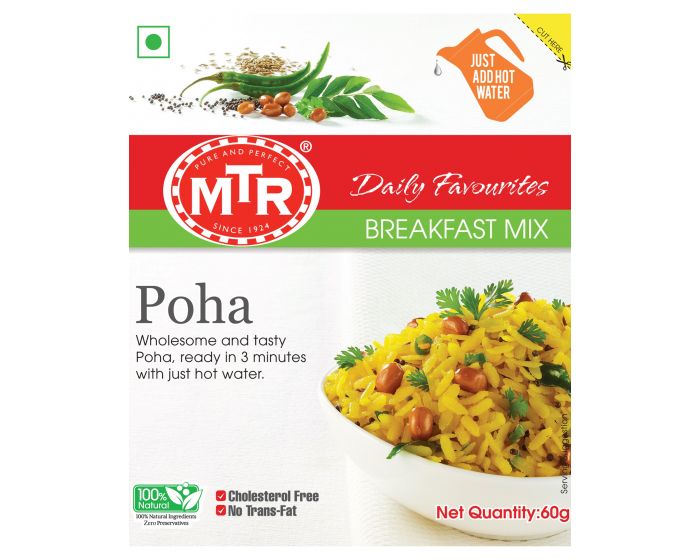 CUT HERE
JUST
ADD HOT
WATER
PURE AND PERFECT
MTR®
SINCE 1924
Daily Favourites
BREAKFAST MIX
Poha
Wholesome and tasty
Poha, ready in 3 minutes
with just hot water.
100%
Natural
100% Natural Ingredients
Zero Preservatives
Cholesterol Free
No Trans-Fat
Serving Suggestion
Net Quantity:60g